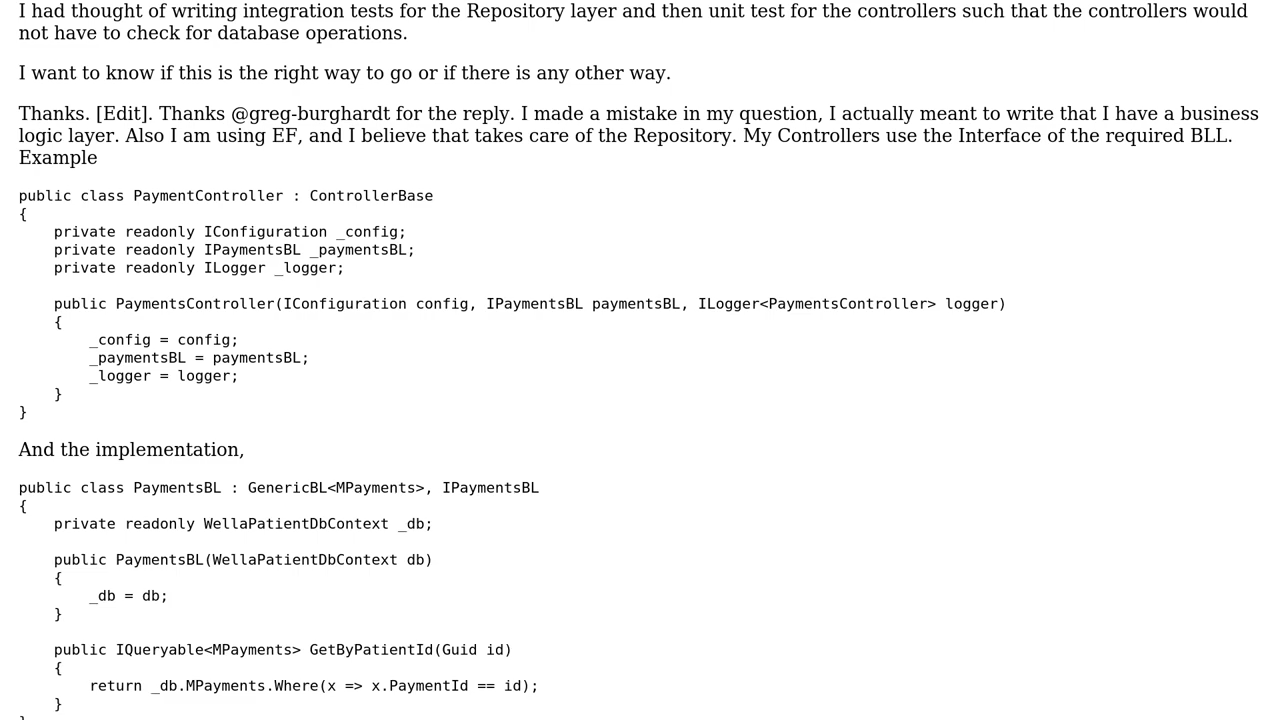 I had thought of writing integration tests for the Repository layer and then unit test for the controllers such that the controllers would
not have to check for database operations.
I want to know if this is the right way to go or if there is any other way.
Thanks. [Edit]. Thanks @greg-burghardt for the reply. I made a mistake in my question, I actually meant to write that I have a business
logic layer. Also I am using EF, and I believe that takes care of the Repository. My Controllers use the Interface of the required BLL.
Example
public class PaymentController : ControllerBase
{
    private readonly IConfiguration _config;
    private readonly IPaymentsBL _paymentsBL;
    private readonly ILogger _logger;
    public PaymentsController(IConfiguration config, IPaymentsBL paymentsBL, ILogger<PaymentsController> logger)
    {
        _config = config;
        _paymentsBL = paymentsBL;
        _logger = logger;
    }
}
And the implementation,
public class PaymentsBL : GenericBL<MPayments>, IPaymentsBL
{
    private readonly WellaPatientDbContext _db;
    public PaymentsBL(WellaPatientDbContext db)
    {
        _db = db;
    }
    public IQueryable<MPayments> GetByPatientId(Guid id)
    {
        return _db.MPayments.Where(x => x.PaymentId == id);
    }
}